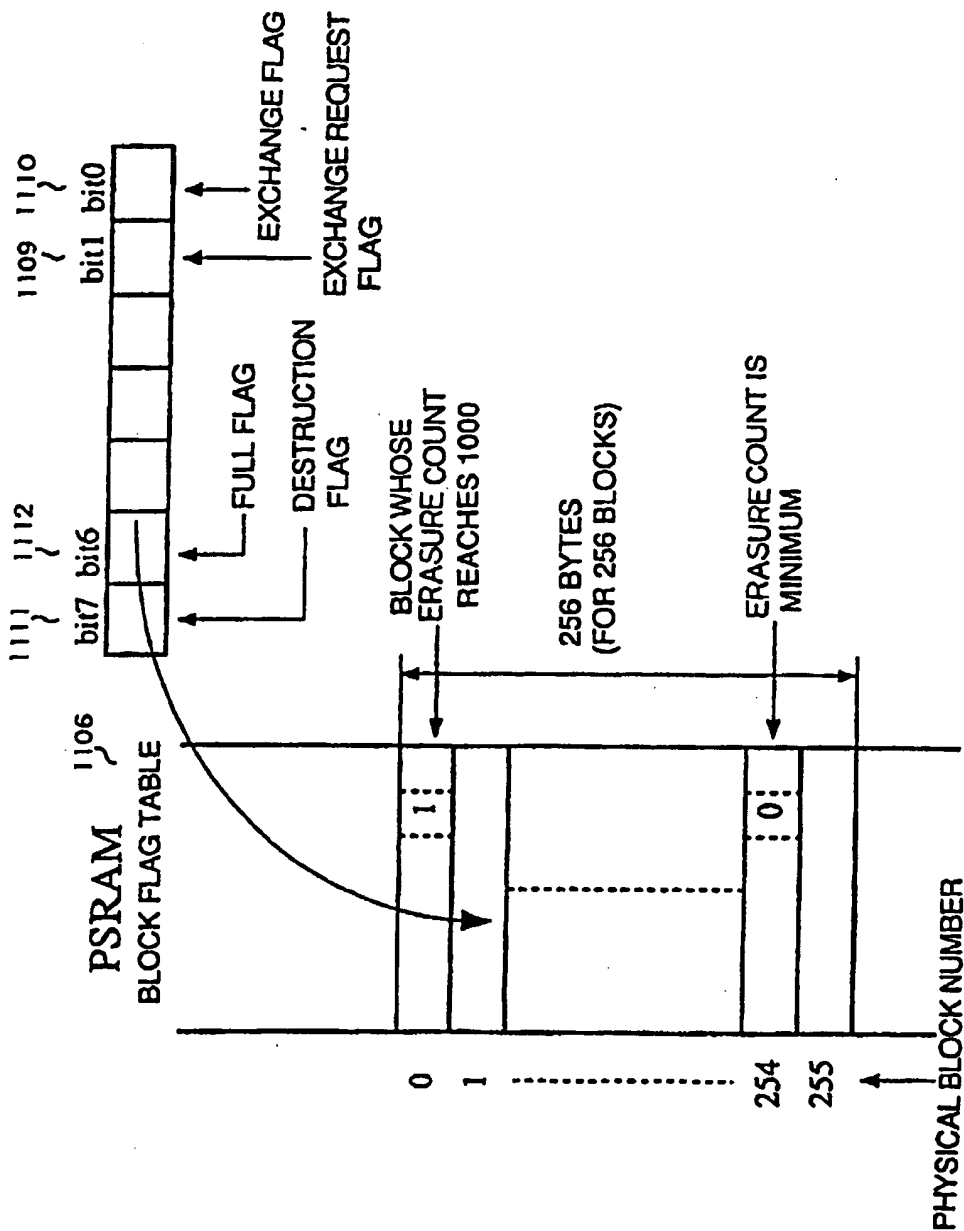 1111
1112
1109
1110
bit7
bit6
bit1
bit0
EXCHANGE FLAG
EXCHANGE REQUEST
FLAG
FULL FLAG
DESTRUCTION
FLAG
1106
PSRAM
BLOCK FLAG TABLE
0
1
BLOCK WHOSE
ERASURE COUNT
REACHES 1000
1
256 BYTES
(FOR 256 BLOCKS)
254
0
ERASURE COUNT IS
MINIMUM
255
PHYSICAL BLOCK NUMBER